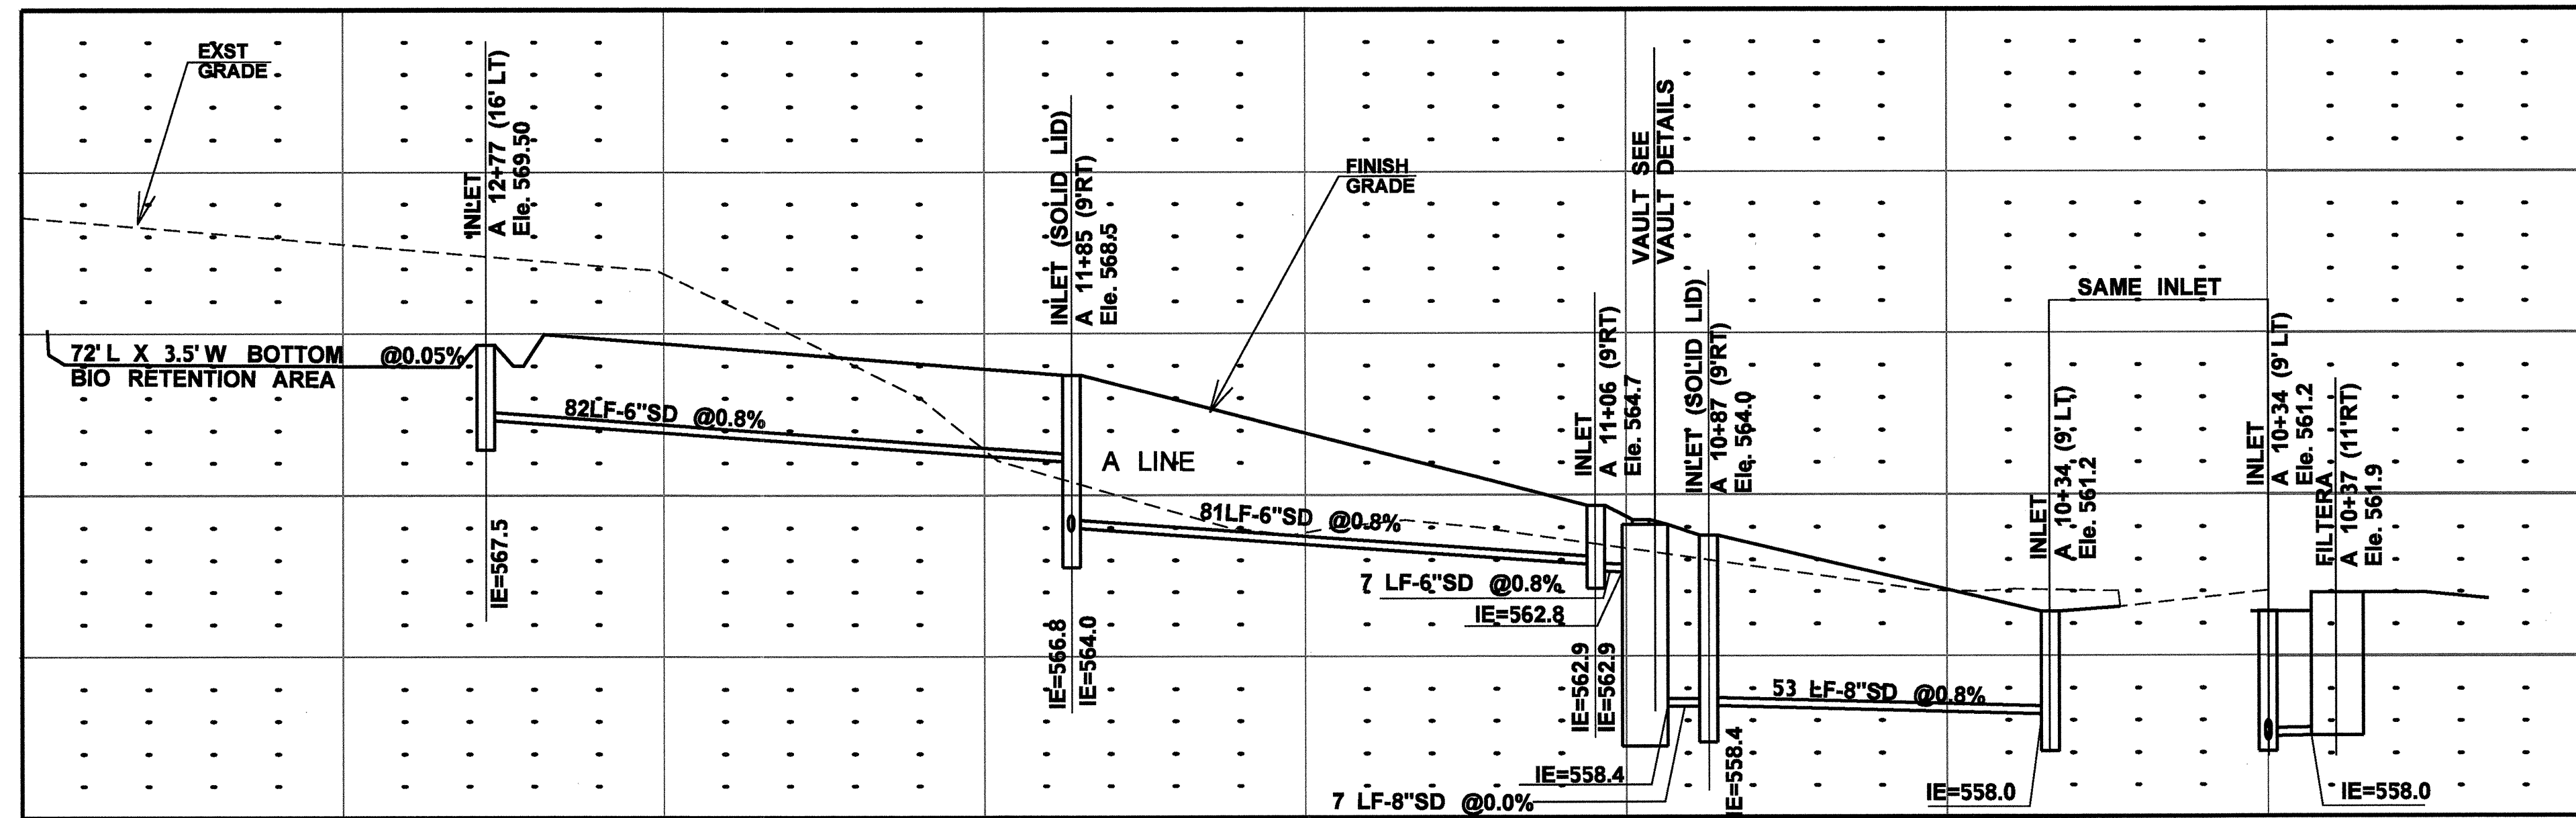 EXST
GRADE
INLET
A 12+77 (16' LT)
Ele. 569.50
72' L X 3.5' W BOTTOM @0.05%
BIO RETENTION AREA
82LF-6"SD @0.8%
IE=567.5
INLET (SOLID LID)
A 11+85 (9'RT)
Ele. 568.5
A LINE
IE=566.8
IE=564.0
FINISH
GRADE
81LF-6"SD @0.8%
7 LF-6"SD @0.8%
IE=562.8
INLET
A 11+06 (9'RT)
Ele. 564.7
IE=562.9
IE=562.9
VAULT SEE
VAULT DETAILS
INLET (SOLID LID)
A 10+87 (9'RT)
Ele. 564.0
IE=558.4
7 LF-8"SD @0.0%
IE=558.4
53 LF-8"SD @0.8%
SAME INLET
INLET
A 10+34 (9' LT)
Ele. 561.2
IE=558.0
INLET
A 10+34 (9' LT)
Ele. 561.2
FILTERA
A 10+37 (11'RT)
Ele. 561.9
IE=558.0